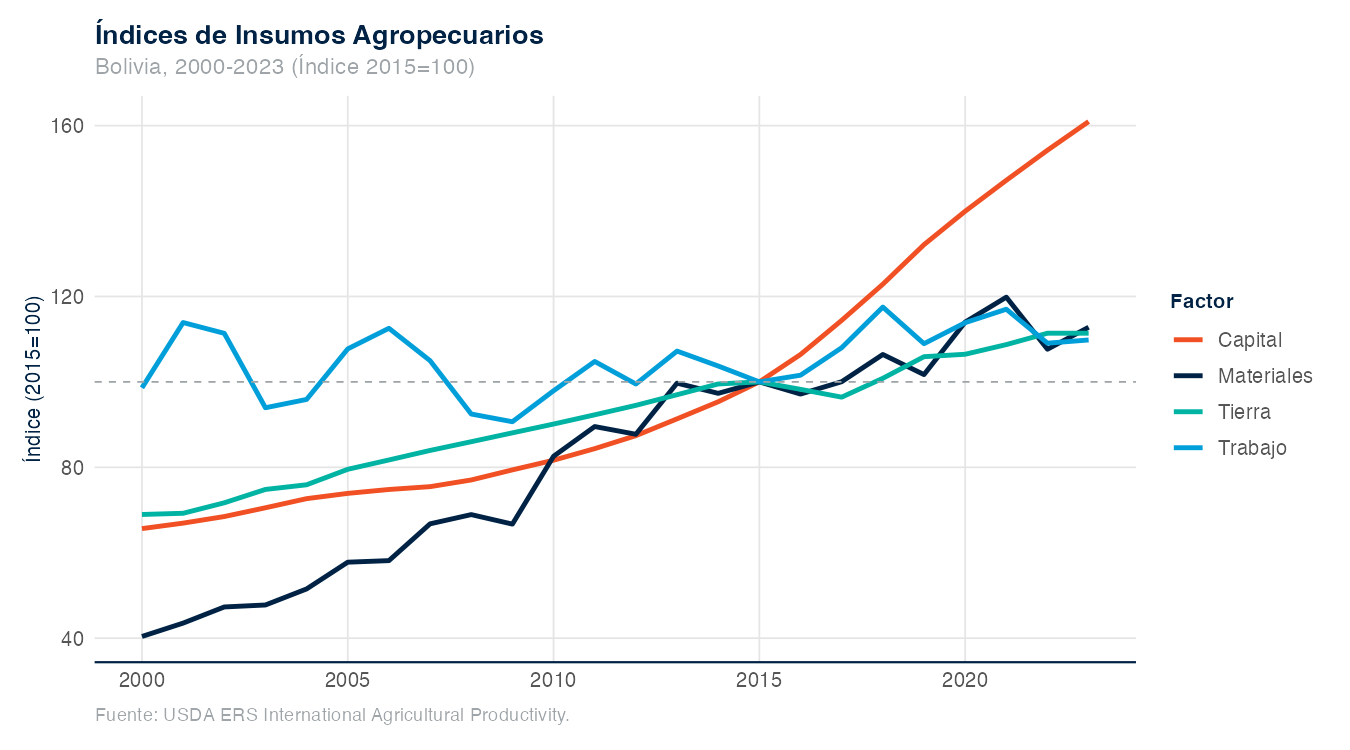 Índices de Insumos Agropecuarios
Bolivia, 2000-2023 (Índice 2015=100)
Índice (2015=100)
160
120
80
40
2000 2005 2010 2015 2020
Factor
Capital
Materiales
Tierra
Trabajo
Fuente: USDA ERS International Agricultural Productivity.